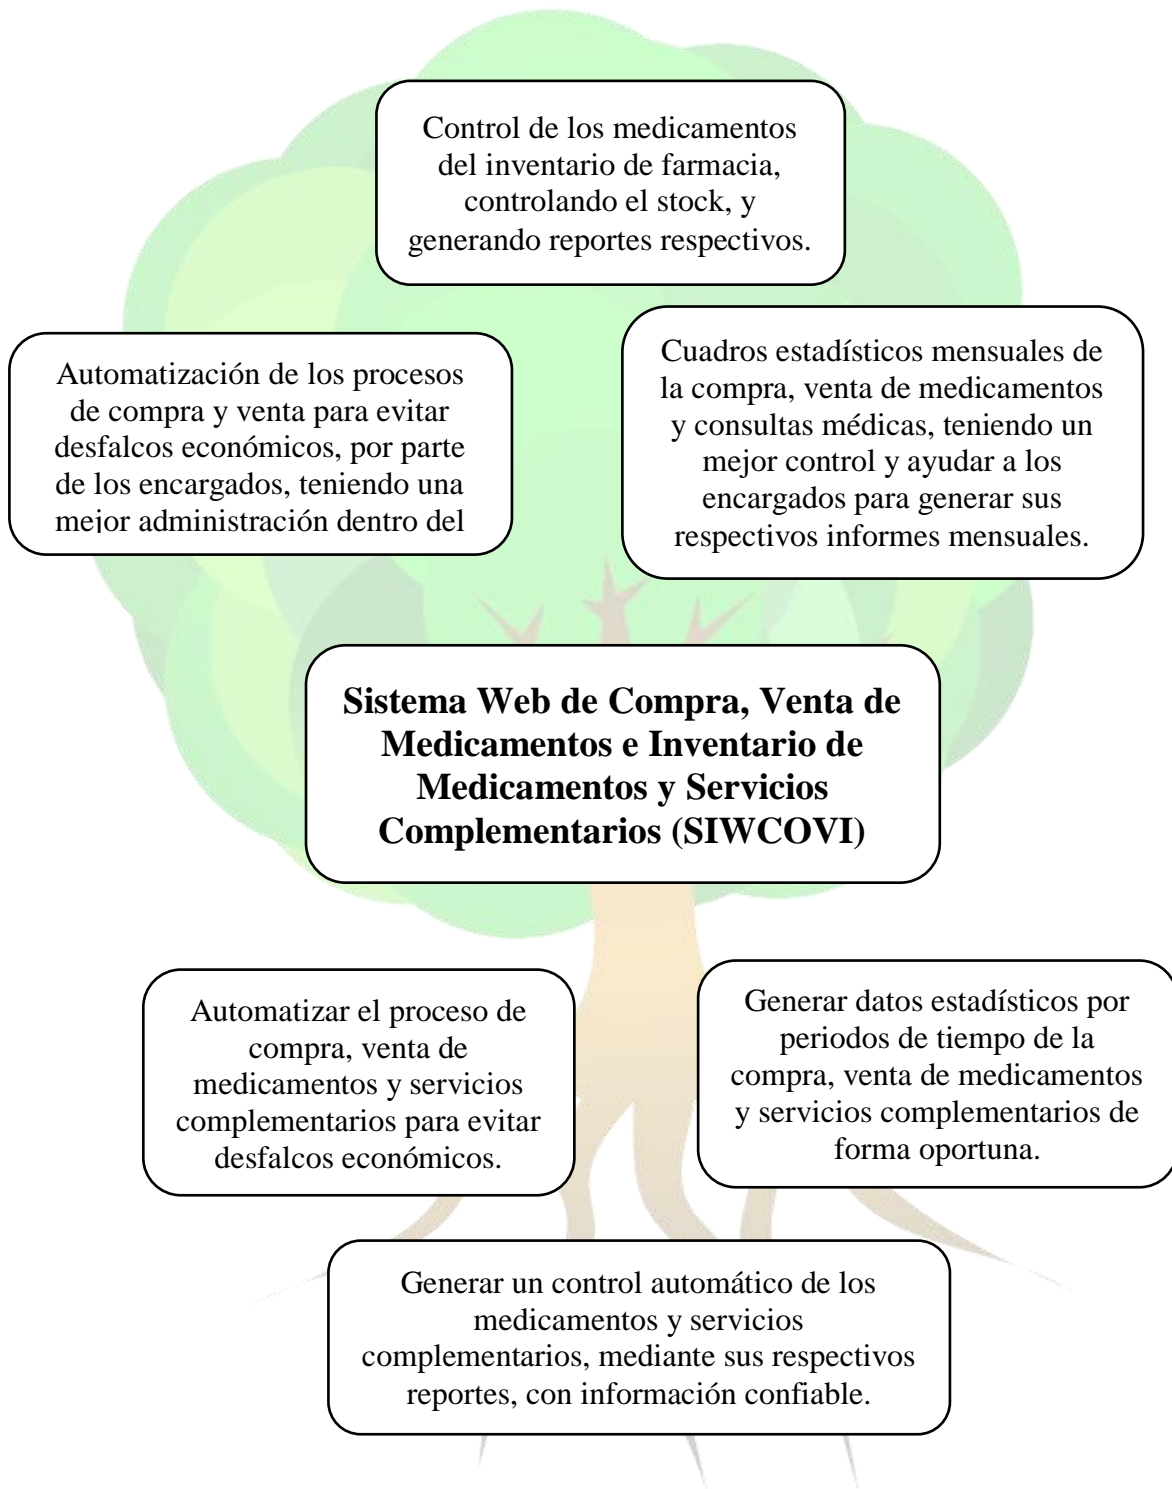 Control de los medicamentos
del inventario de farmacia,
controlando el stock, y
generando reportes respectivos.
Automatización de los procesos
de compra y venta para evitar
desfalcos económicos, por parte
de los encargados, teniendo una
mejor administración dentro del
Cuadros estadísticos mensuales de
la compra, venta de medicamentos
y consultas médicas, teniendo un
mejor control y ayudar a los
encargados para generar sus
respectivos informes mensuales.
Sistema Web de Compra, Venta de
Medicamentos e Inventario de
Medicamentos y Servicios
Complementarios (SIWCOVI)
Automatizar el proceso de
compra, venta de
medicamentos y servicios
complementarios para evitar
desfalcos económicos.
Generar datos estadísticos por
periodos de tiempo de la
compra, venta de medicamentos
y servicios complementarios de
forma oportuna.
Generar un control automático de los
medicamentos y servicios
complementarios, mediante sus respectivos
reportes, con información confiable.